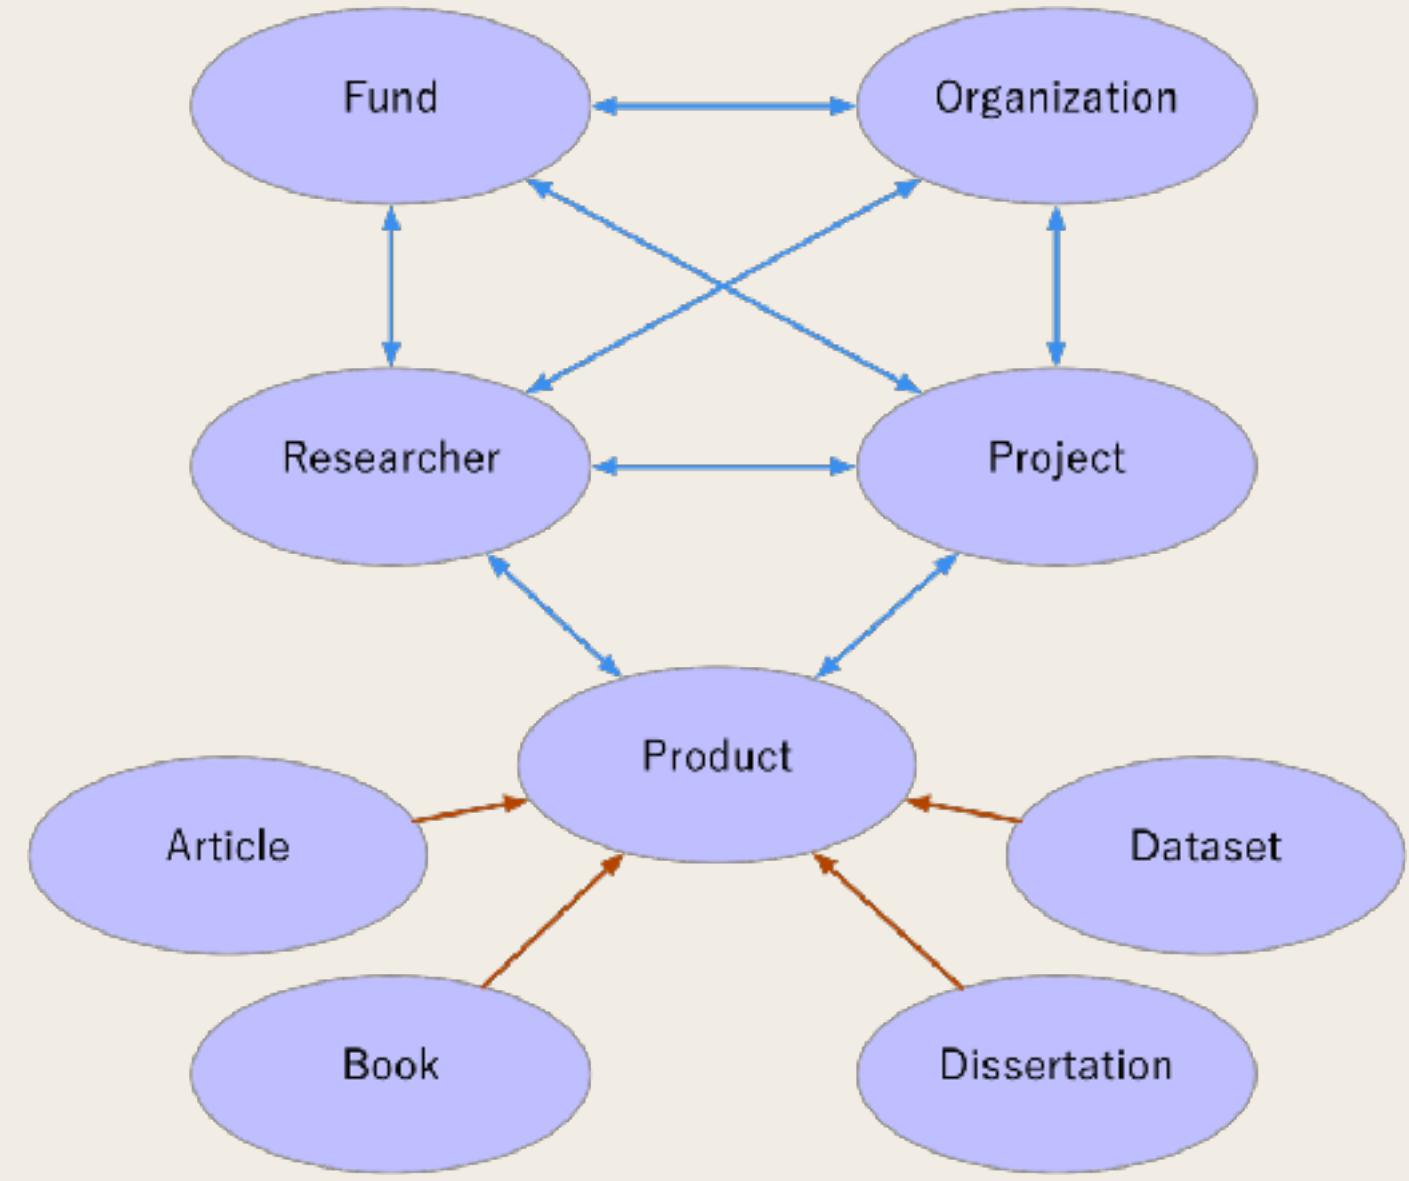 Fund
Organization
Researcher
Project
Product
Article
Dataset
Book
Dissertation